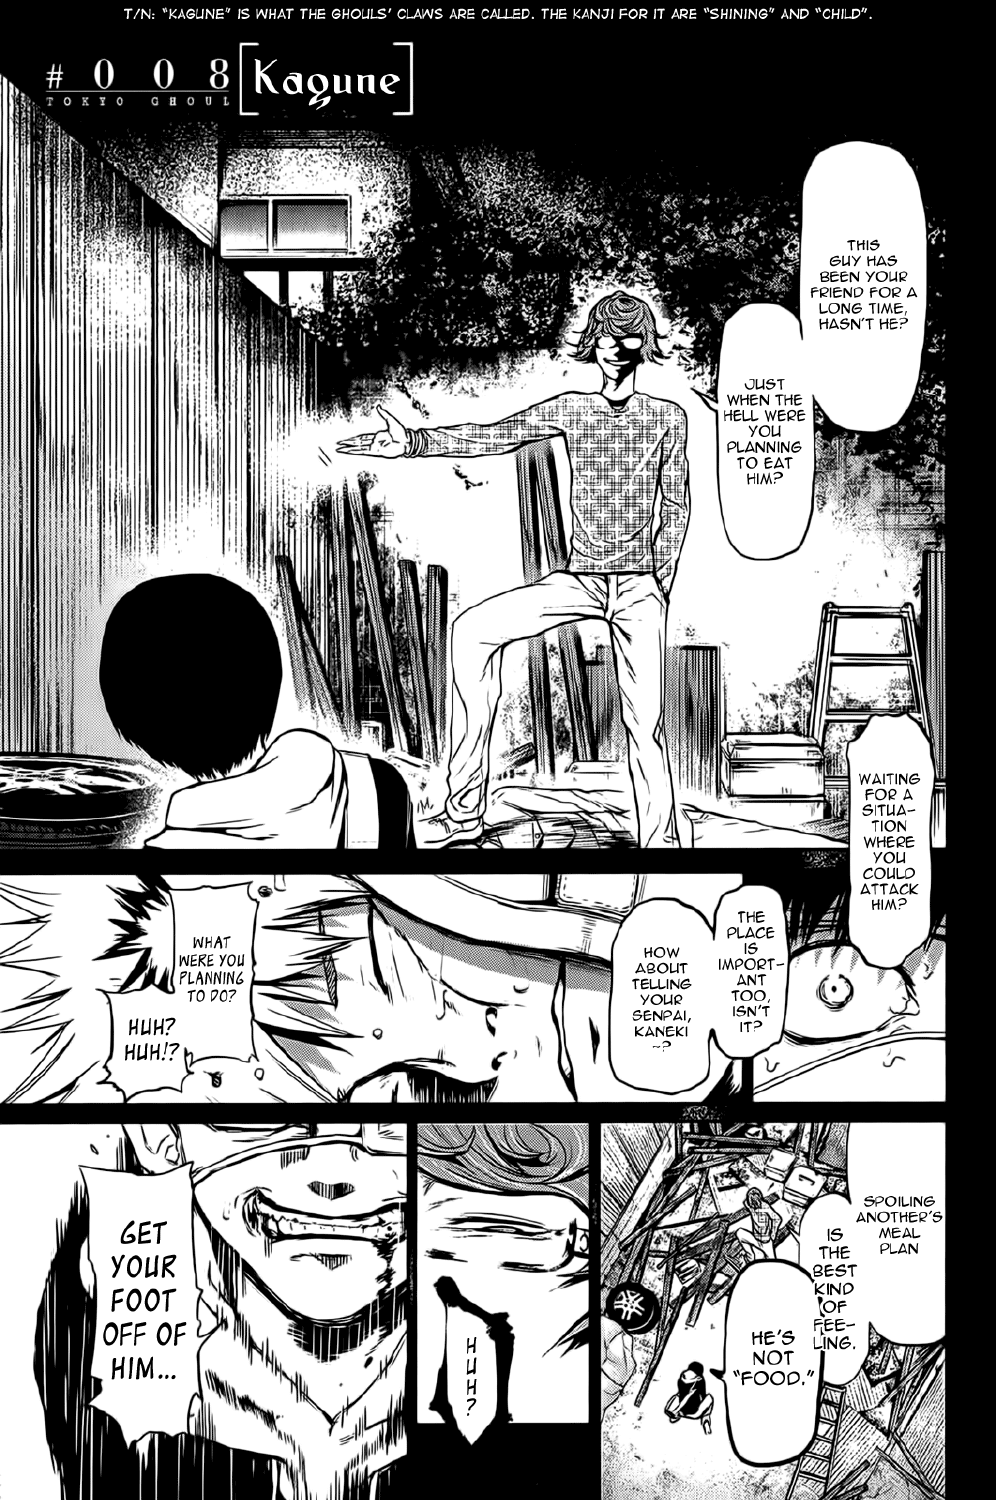 T/N: "KAGUNE" IS WHAT THE GHOULS' CLAWS ARE CALLED. THE KANJI FOR IT ARE "SHINING" AND "CHILD".
#008
TOKYO GHOUL
[Kagune]
THIS
GUY HAS
BEEN YOUR
FRIEND FOR A
LONG TIME,
HASN'T HE?
JUST
WHEN THE
HELL WERE
YOU
PLANNING
TO EAT
HIM?
WAITING
FOR A
SITUA-
TION
WHERE
YOU
COULD
ATTACK
HIM?
THE
PLACE IS
IMPORT-
ANT TOO,
ISN'T
IT?
HOW
ABOUT
TELLING
YOUR
SENPAI,
KANEKI
~?
WHAT
WERE YOU
PLANNING
TO DO?
HUH?
HUH!?
SPOILING
ANOTHER'S
MEAL
PLAN
IS
THE
BEST
KIND
OF
FEE-
LING.
HE'S
NOT
"FOOD."
HUH?
GET
YOUR
FOOT
OFF OF
HIM...